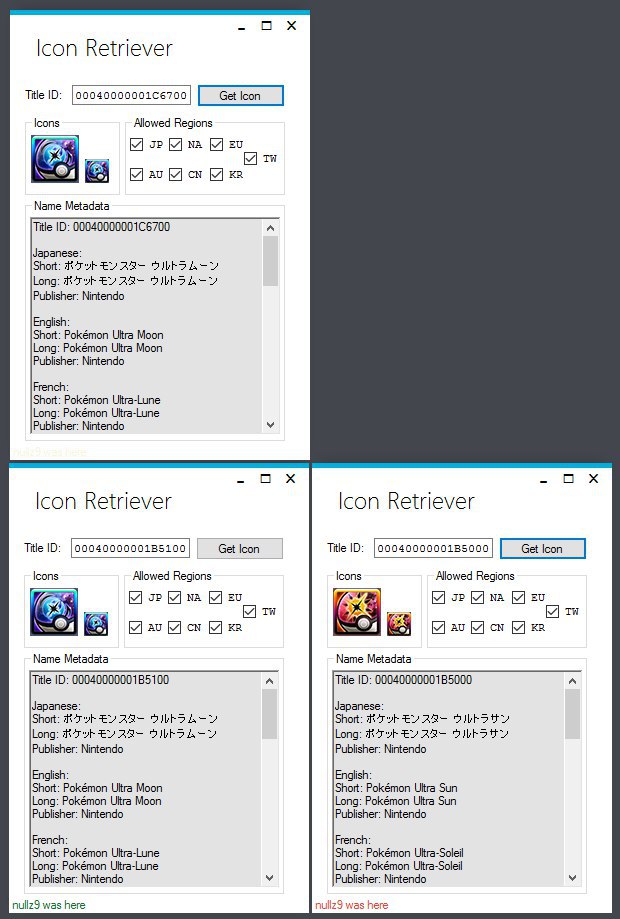 Icon Retriever
Title ID: 00040000001C6700 Get Icon
Icons Allowed Regions
JP NA EU
TW
AU CN KR
Name Metadata
Title ID: 00040000001C6700
Japanese:
Short: ポケットモンスター ウルトラムーン
Long: ポケットモンスター ウルトラムーン
Publisher: Nintendo
English:
Short: Pokémon Ultra Moon
Long: Pokémon Ultra Moon
Publisher: Nintendo
French:
Short: Pokémon Ultra-Lune
Long: Pokémon Ultra-Lune
Publisher: Nintendo
nullz9 was here
Icon Retriever
Title ID: 00040000001B5100 Get Icon
Icons Allowed Regions
JP NA EU
TW
AU CN KR
Name Metadata
Title ID: 00040000001B5100
Japanese:
Short: ポケットモンスター ウルトラムーン
Long: ポケットモンスター ウルトラムーン
Publisher: Nintendo
English:
Short: Pokémon Ultra Moon
Long: Pokémon Ultra Moon
Publisher: Nintendo
French:
Short: Pokémon Ultra-Lune
Long: Pokémon Ultra-Lune
Publisher: Nintendo
nullz9 was here
Icon Retriever
Title ID: 00040000001B5000 Get Icon
Icons Allowed Regions
JP NA EU
TW
AU CN KR
Name Metadata
Title ID: 00040000001B5000
Japanese:
Short: ポケットモンスター ウルトラサン
Long: ポケットモンスター ウルトラサン
Publisher: Nintendo
English:
Short: Pokémon Ultra Sun
Long: Pokémon Ultra Sun
Publisher: Nintendo
French:
Short: Pokémon Ultra-Soleil
Long: Pokémon Ultra-Soleil
Publisher: Nintendo
nullz9 was here